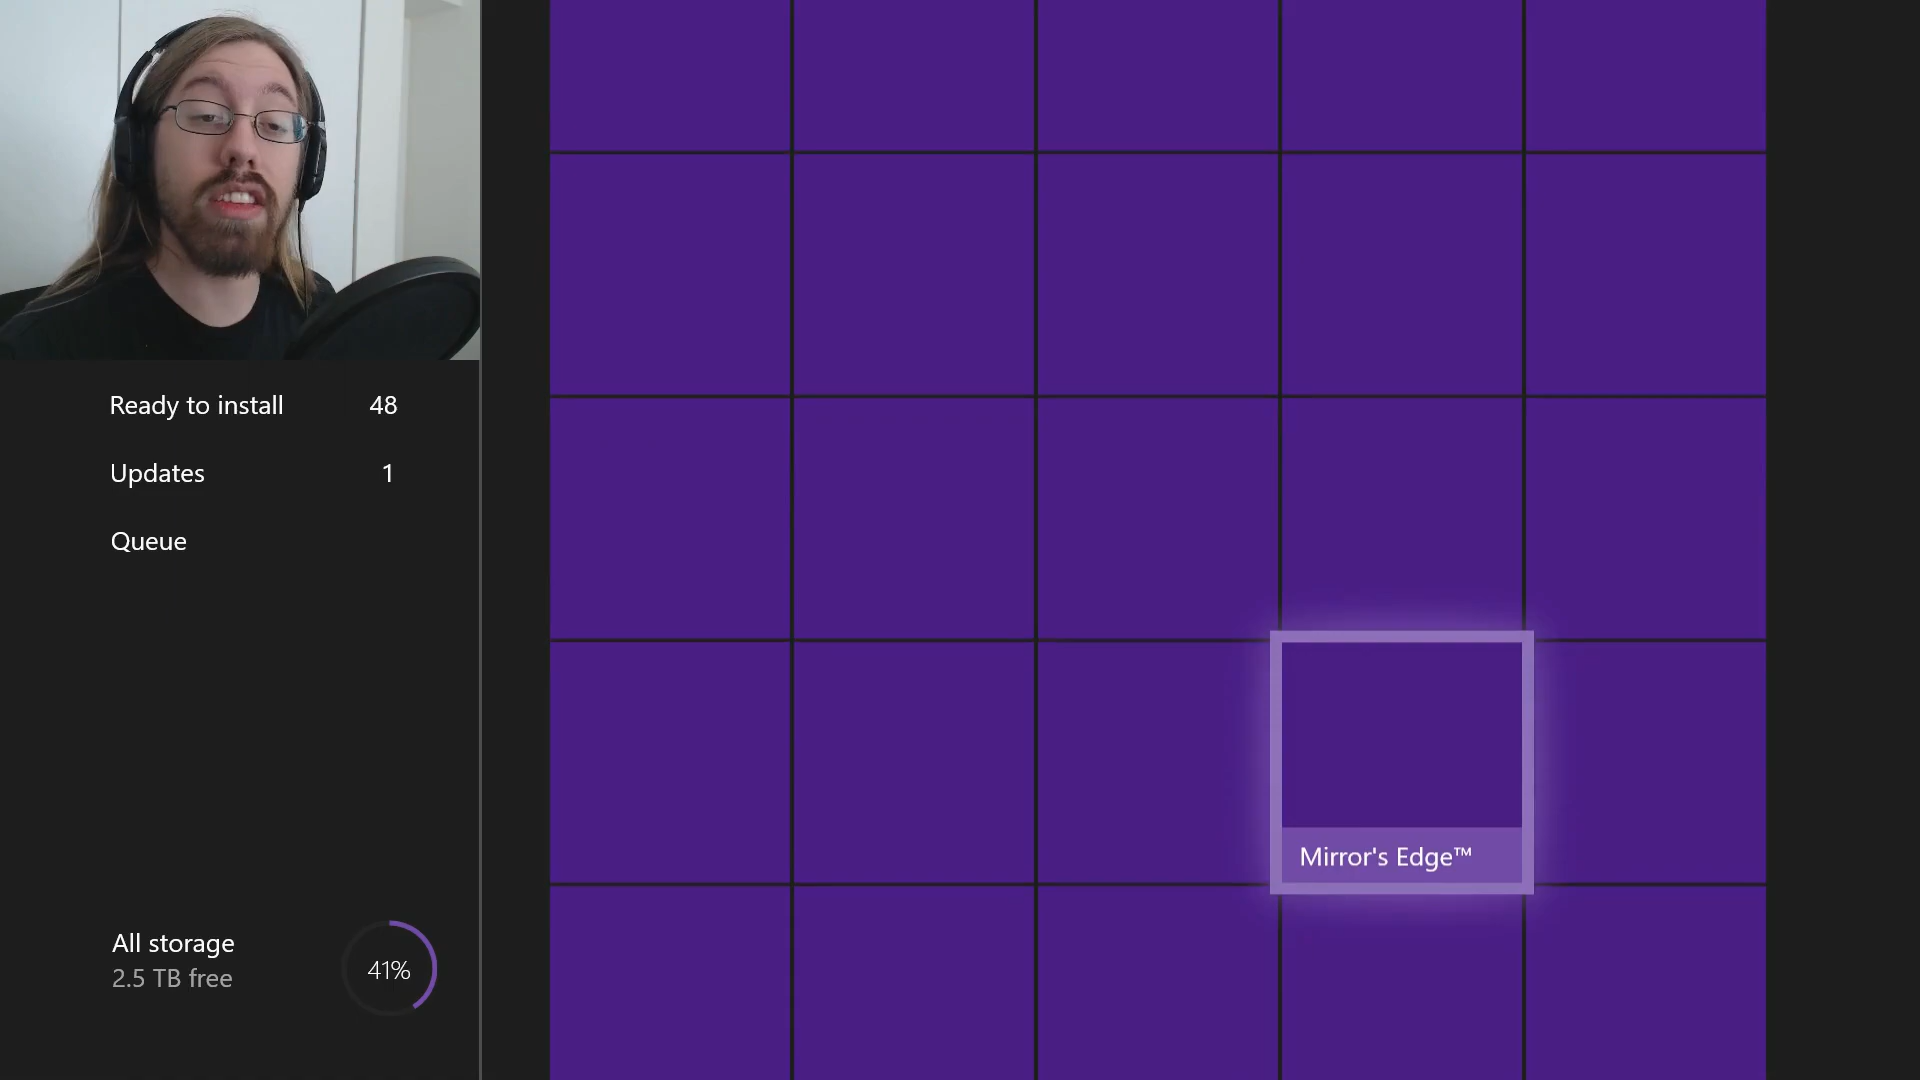 Ready to install 48
Updates 1
Queue
Mirror's Edge™
All storage
2.5 TB free
41%